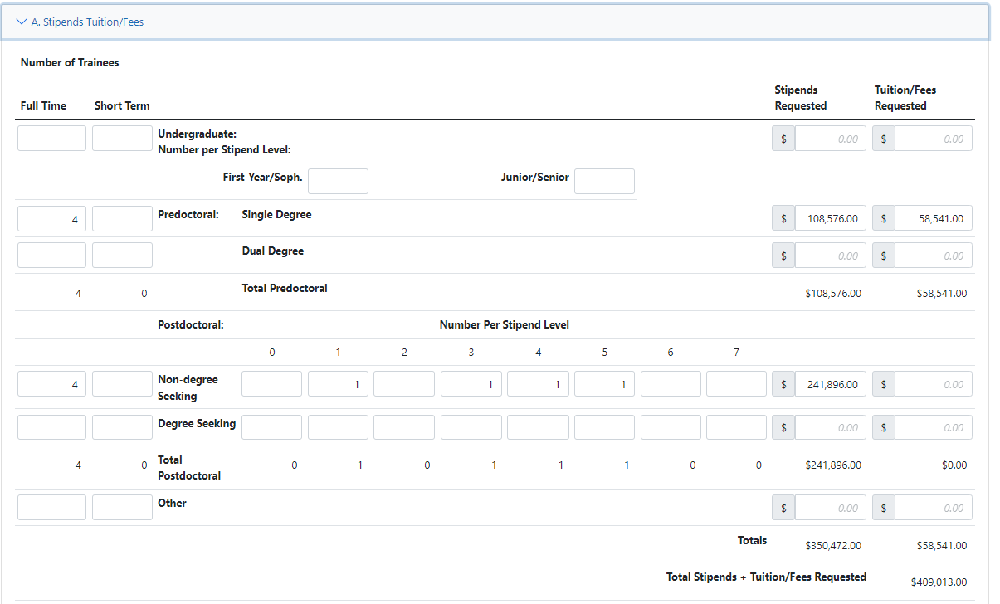 A. Stipends Tuition/Fees
Number of Trainees
Full Time Short Term Stipends Requested Tuition/Fees Requested
Undergraduate: $ 0.00 $ 0.00
Number per Stipend Level:
First-Year/Soph. Junior/Senior
4 Predoctoral: Single Degree $ 108,576.00 $ 58,541.00
Dual Degree $ 0.00 $ 0.00
4 0 Total Predoctoral $108,576.00 $58,541.00
Postdoctoral: Number Per Stipend Level
0 1 2 3 4 5 6 7
4 Non-degree Seeking 1 1 1 1 $ 241,896.00 $ 0.00
Degree Seeking $ 0.00 $ 0.00
4 0 Total Postdoctoral 0 1 0 1 1 1 0 0 $241,896.00 $0.00
Other $ 0.00 $ 0.00
Totals $350,472.00 $58,541.00
Total Stipends + Tuition/Fees Requested $409,013.00